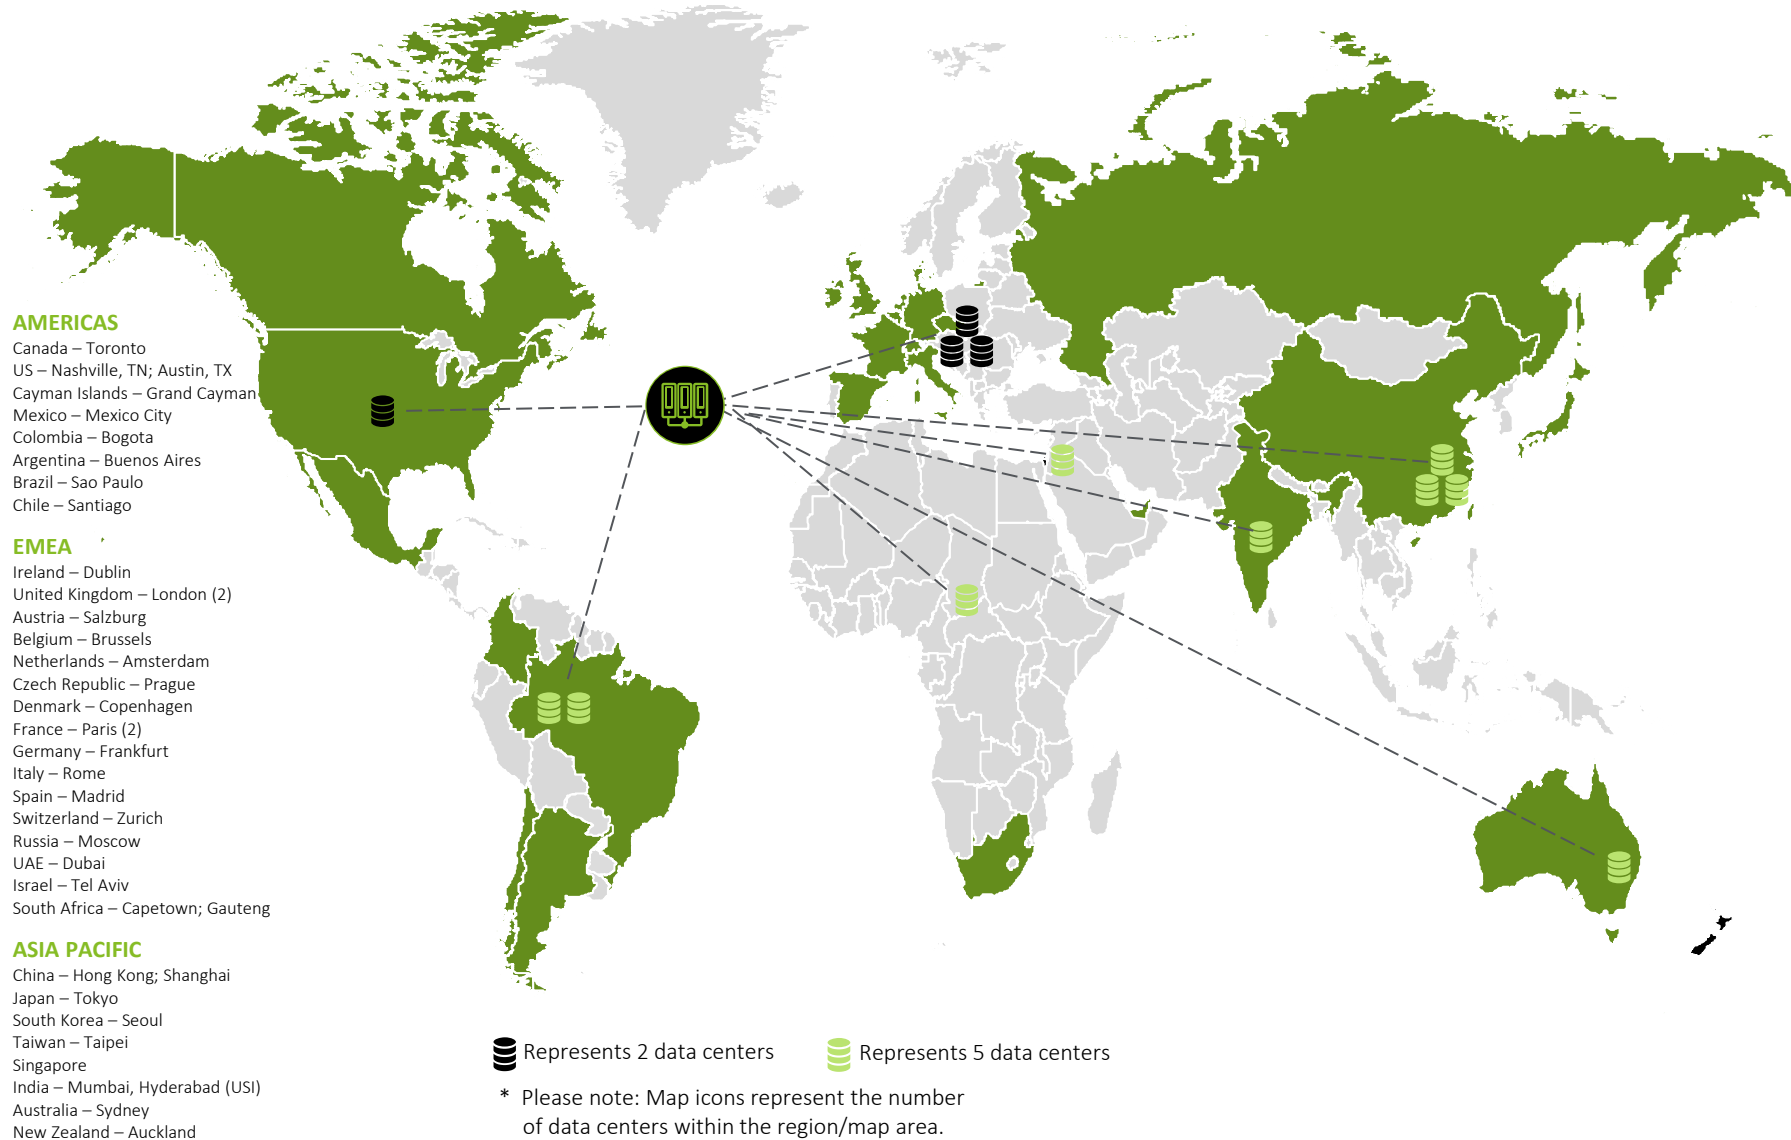 AMERICAS
Canada – Toronto
US – Nashville, TN; Austin, TX
Cayman Islands – Grand Cayman
Mexico – Mexico City
Colombia – Bogota
Argentina – Buenos Aires
Brazil – Sao Paulo
Chile – Santiago
EMEA
Ireland – Dublin
United Kingdom – London (2)
Austria – Salzburg
Belgium – Brussels
Netherlands – Amsterdam
Czech Republic – Prague
Denmark – Copenhagen
France – Paris (2)
Germany – Frankfurt
Italy – Rome
Spain – Madrid
Switzerland – Zurich
Russia – Moscow
UAE – Dubai
Israel – Tel Aviv
South Africa – Capetown; Gauteng
ASIA PACIFIC
China – Hong Kong; Shanghai
Japan – Tokyo
South Korea – Seoul
Taiwan – Taipei
Singapore
India – Mumbai, Hyderabad (USI)
Australia – Sydney
New Zealand – Auckland
Represents 2 data centers
Represents 5 data centers
* Please note: Map icons represent the number
of data centers within the region/map area.